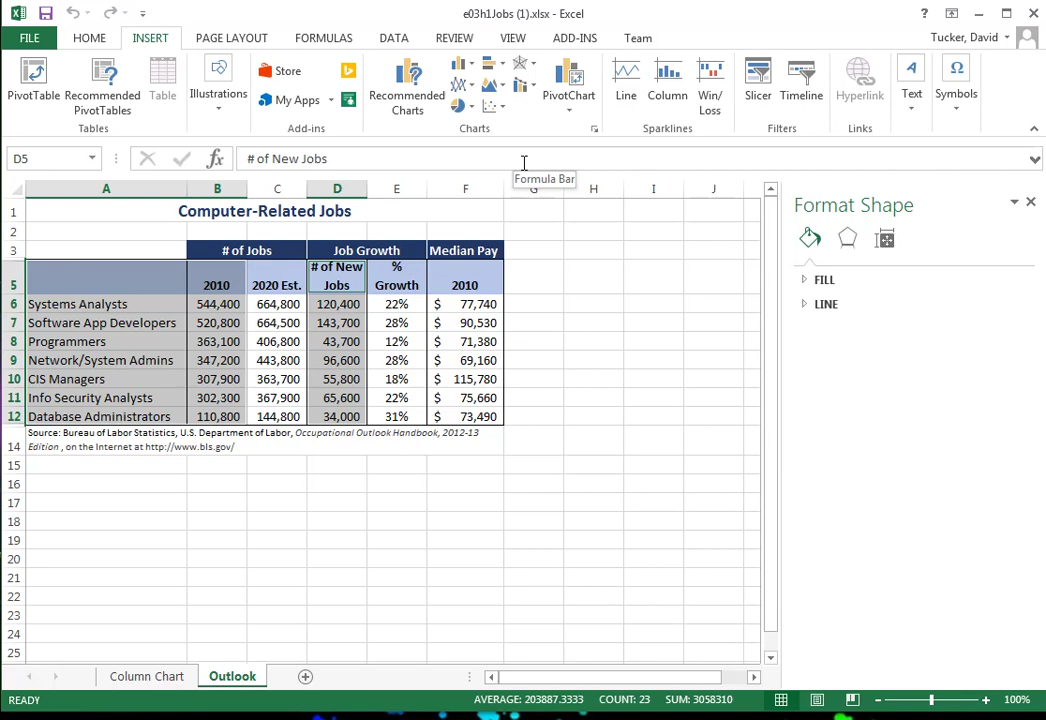 e03h1Jobs (1).xlsx - Excel
FILE HOME INSERT PAGE LAYOUT FORMULAS DATA REVIEW VIEW ADD-INS Team Tucker, David
PivotTable Recommended PivotTables Table Illustrations Store My Apps Recommended Charts PivotChart Line Column Win/Loss Slicer Timeline Hyperlink Text Symbols
Tables Add-ins Charts Sparklines Filters Links
D5 fx # of New Jobs
Formula Bar
A B C D E F G H I J
1 Computer-Related Jobs
2
3 # of Jobs Job Growth Median Pay
5 2010 2020 Est. # of New Jobs % Growth 2010
6 Systems Analysts 544,400 664,800 120,400 22% $ 77,740
7 Software App Developers 520,800 664,500 143,700 28% $ 90,530
8 Programmers 363,100 406,800 43,700 12% $ 71,380
9 Network/System Admins 347,200 443,800 96,600 28% $ 69,160
10 CIS Managers 307,900 363,700 55,800 18% $ 115,780
11 Info Security Analysts 302,300 367,900 65,600 22% $ 75,660
12 Database Administrators 110,800 144,800 34,000 31% $ 73,490
Source: Bureau of Labor Statistics, U.S. Department of Labor, Occupational Outlook Handbook, 2012-13
14 Edition , on the Internet at http://www.bls.gov/
15
16
17
18
19
20
21
22
23
24
25
Format Shape
FILL
LINE
Column Chart Outlook
READY AVERAGE: 203887.3333 COUNT: 23 SUM: 3058310 100%